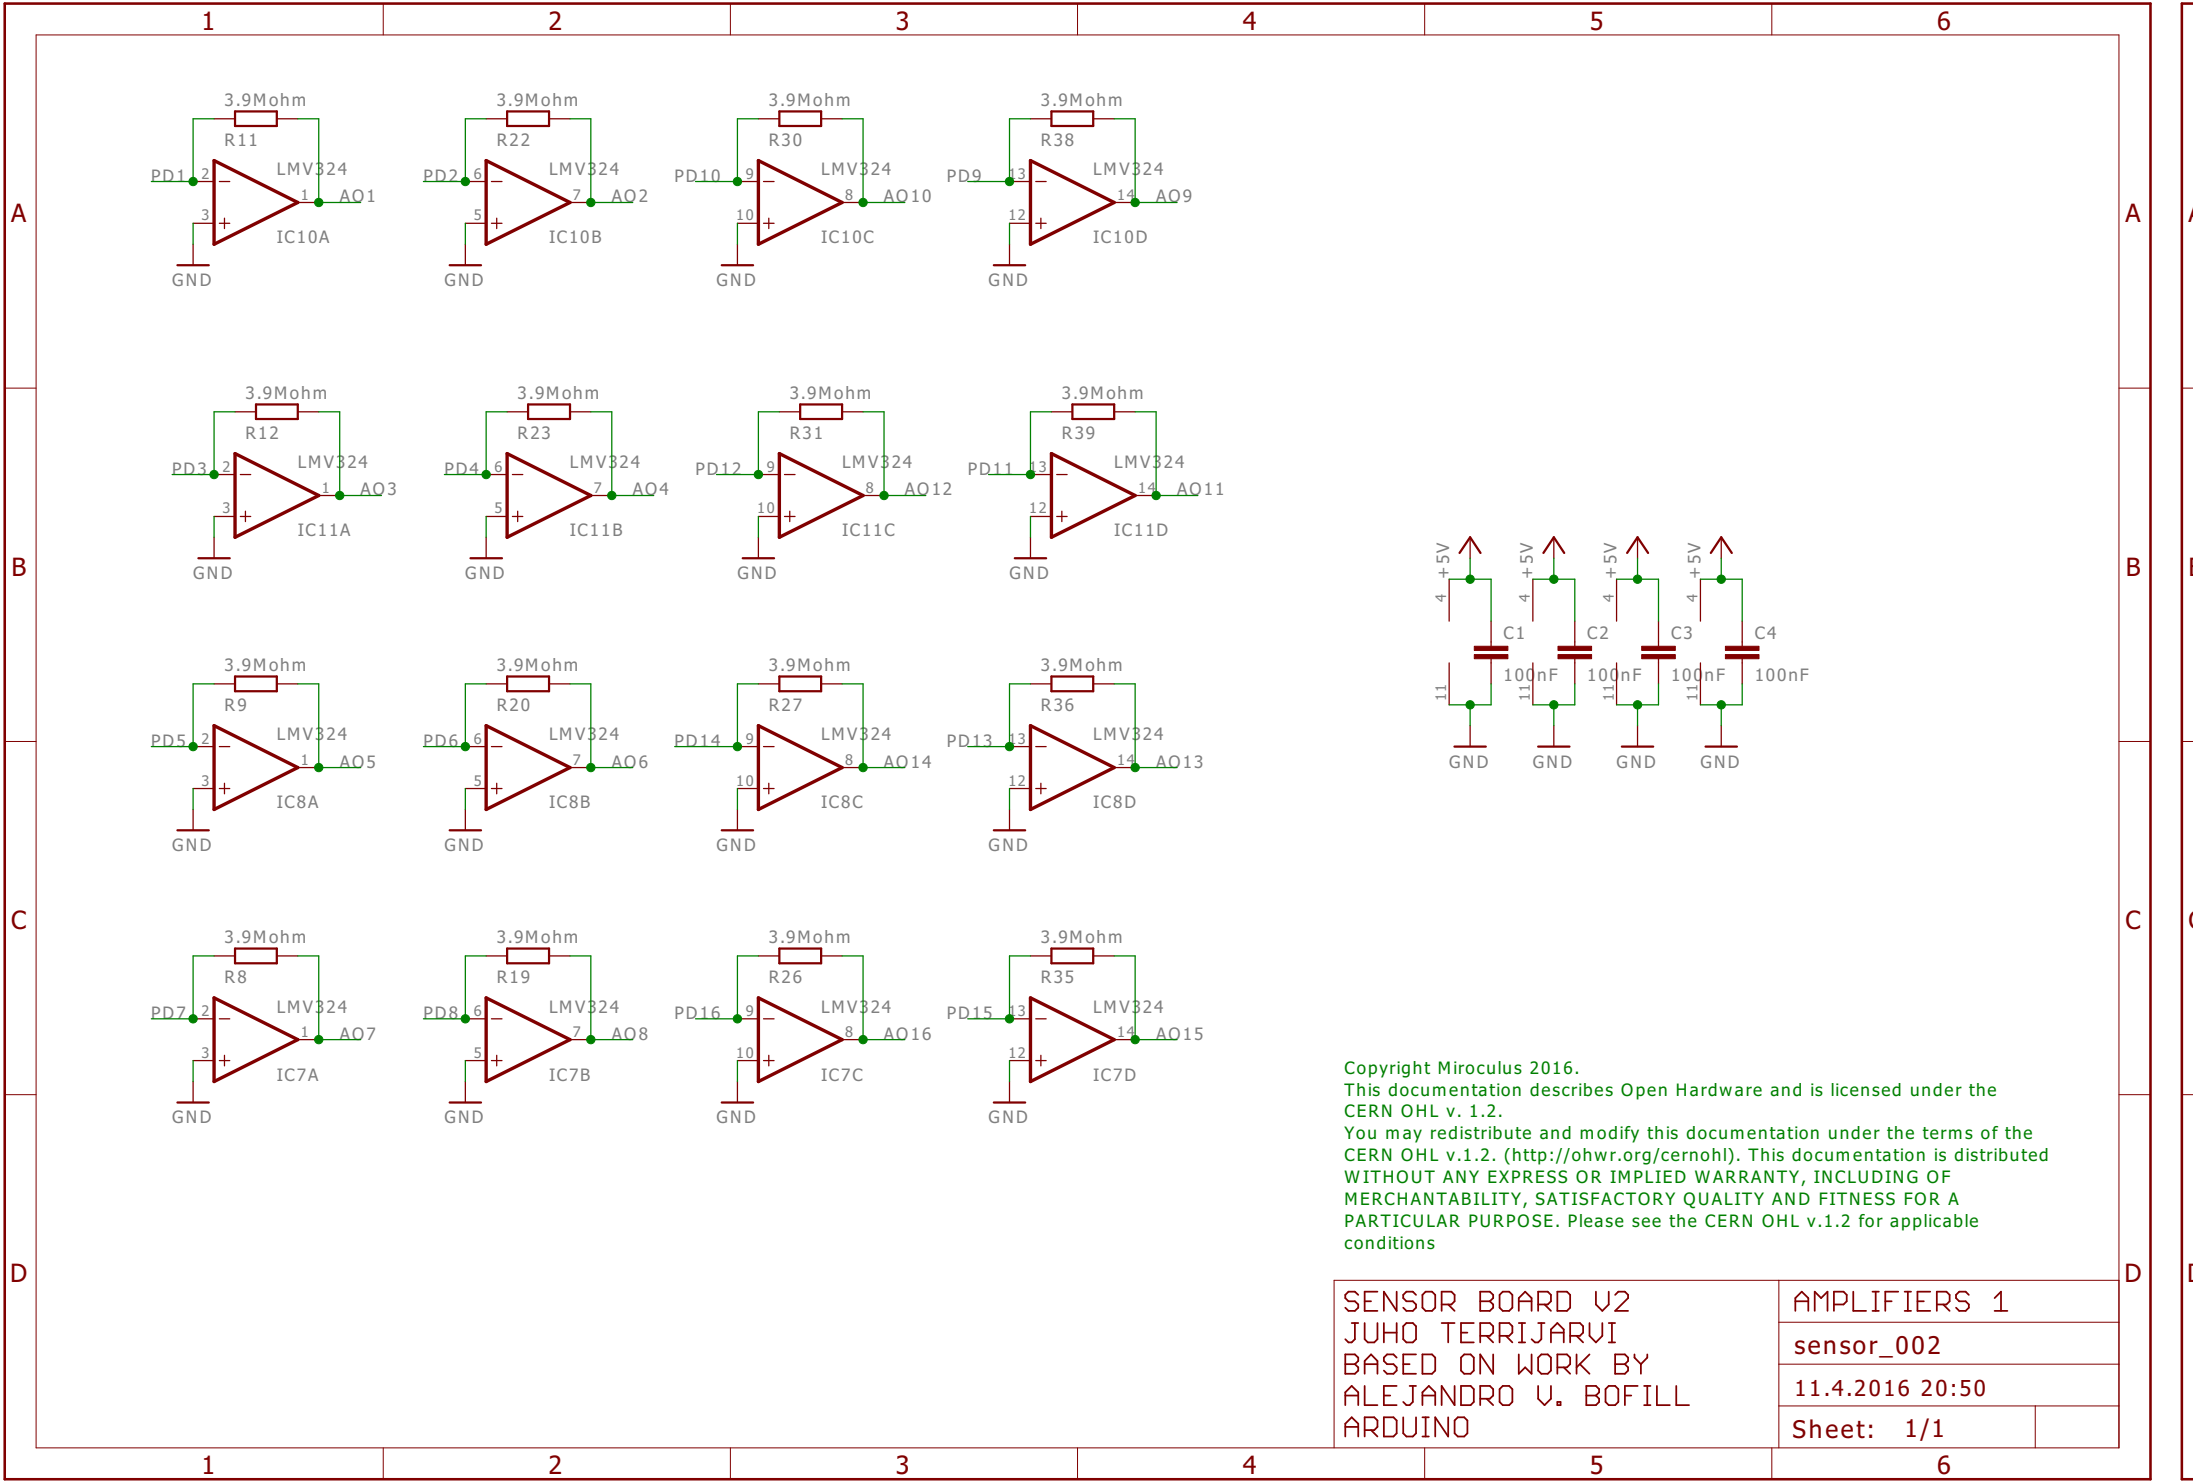 1 2 3 4 5 6
3.9Mohm 3.9Mohm 3.9Mohm 3.9Mohm
R11 R22 R30 R38
LMV324 LMV324 LMV324 LMV324
PD1 2 PD2 6 PD10 9 PD9 13
1 AO1 7 AO2 8 AO10 14 AO9
A 3 5 10 12 A
IC10A IC10B IC10C IC10D
GND GND GND GND
3.9Mohm 3.9Mohm 3.9Mohm 3.9Mohm
R12 R23 R31 R39
LMV324 LMV324 LMV324 LMV324
PD3 2 PD4 6 PD12 9 PD11 13
1 AO3 7 AO4 8 AO12 14 AO11
3 5 10 12
IC11A IC11B IC11C IC11D
GND GND GND GND
B B
+5V +5V +5V +5V
4 4 4 4
C1 C2 C3 C4
100nF 100nF 100nF 100nF
11 11 11 11
GND GND GND GND
3.9Mohm 3.9Mohm 3.9Mohm 3.9Mohm
R9 R20 R27 R36
LMV324 LMV324 LMV324 LMV324
PD5 2 PD6 6 PD14 9 PD13 13
1 AO5 7 AO6 8 AO14 14 AO13
3 5 10 12
IC8A IC8B IC8C IC8D
GND GND GND GND
C C
3.9Mohm 3.9Mohm 3.9Mohm 3.9Mohm
R8 R19 R26 R35
LMV324 LMV324 LMV324 LMV324
PD7 2 PD8 6 PD16 9 PD15 13
1 AO7 7 AO8 8 AO16 14 AO15
3 5 10 12
IC7A IC7B IC7C IC7D
GND GND GND GND
Copyright Miroculus 2016.
This documentation describes Open Hardware and is licensed under the
CERN OHL v. 1.2.
You may redistribute and modify this documentation under the terms of the
CERN OHL v.1.2. (http://ohwr.org/cernohl). This documentation is distributed
WITHOUT ANY EXPRESS OR IMPLIED WARRANTY, INCLUDING OF
MERCHANTABILITY, SATISFACTORY QUALITY AND FITNESS FOR A
PARTICULAR PURPOSE. Please see the CERN OHL v.1.2 for applicable
conditions
D D
SENSOR BOARD V2
JUHO TERRIJARVI
BASED ON WORK BY
ALEJANDRO V. BOFILL
ARDUINO
AMPLIFIERS 1
sensor_002
11.4.2016 20:50
Sheet: 1/1
1 2 3 4 5 6